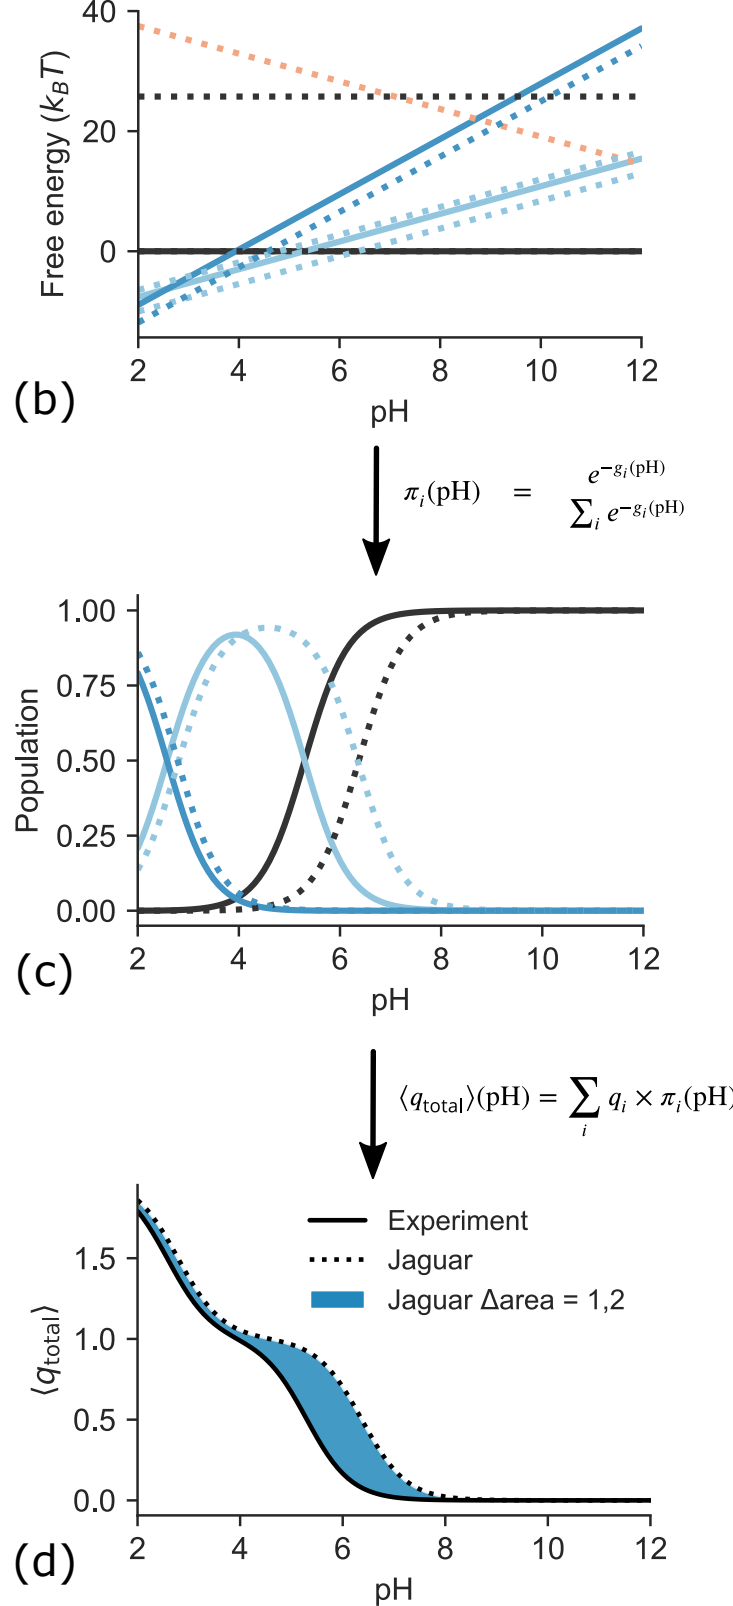 40
20
0
Free energy (k_BT)
2 4 6 8 10 12
pH
(b)
π_i(pH) = e^{-g_i(pH)} / ∑_i e^{-g_i(pH)}
1.00
0.75
0.50
0.25
0.00
Population
2 4 6 8 10 12
pH
(c)
⟨q_total⟩(pH) = ∑_i q_i × π_i(pH)
1.5
1.0
0.5
0.0
⟨q_total⟩
Experiment
Jaguar
Jaguar Δarea = 1,2
2 4 6 8 10 12
pH
(d)